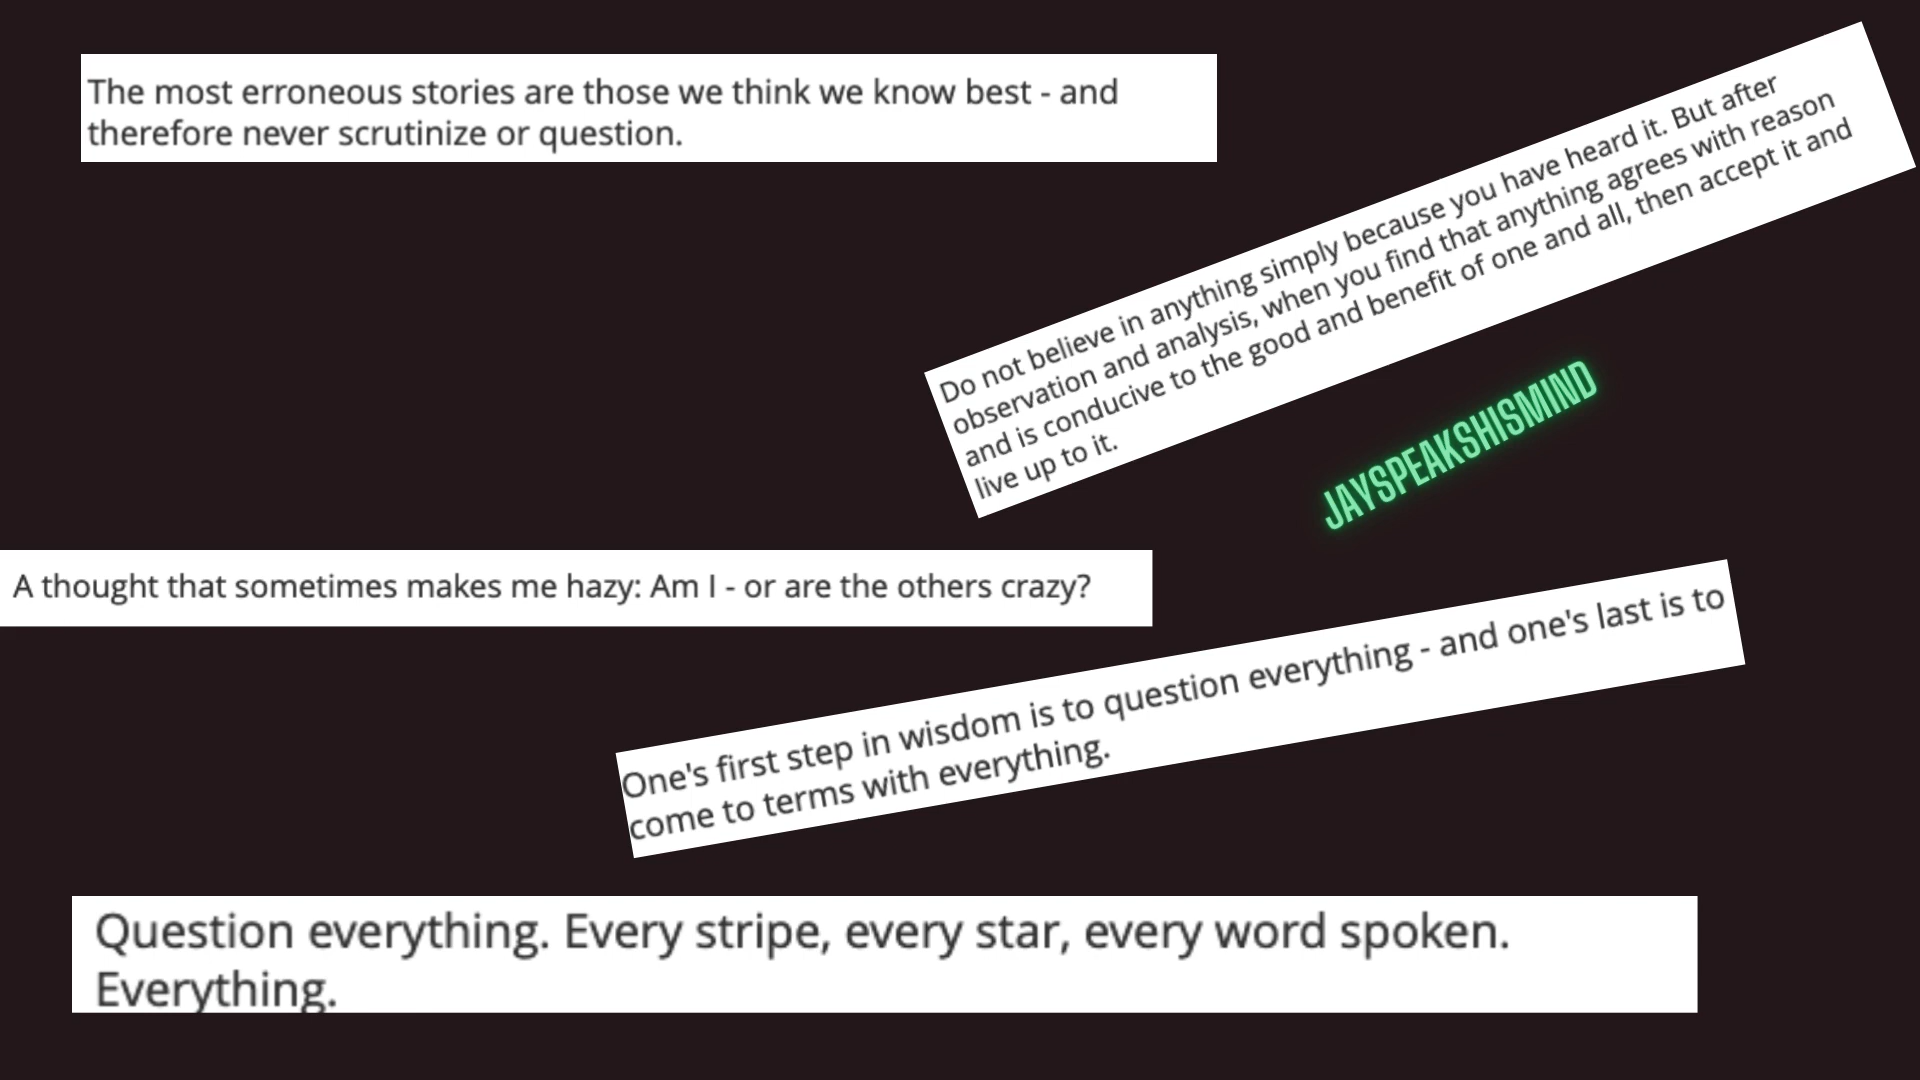 The most erroneous stories are those we think we know best - and
therefore never scrutinize or question.
Do not believe in anything simply because you have heard it. But after
observation and analysis, when you find that anything agrees with reason
and is conducive to the good and benefit of one and all, then accept it and
live up to it.
JAYSPEAKSHISMIND
A thought that sometimes makes me hazy: Am I - or are the others crazy?
One's first step in wisdom is to question everything - and one's last is to
come to terms with everything.
Question everything. Every stripe, every star, every word spoken.
Everything.